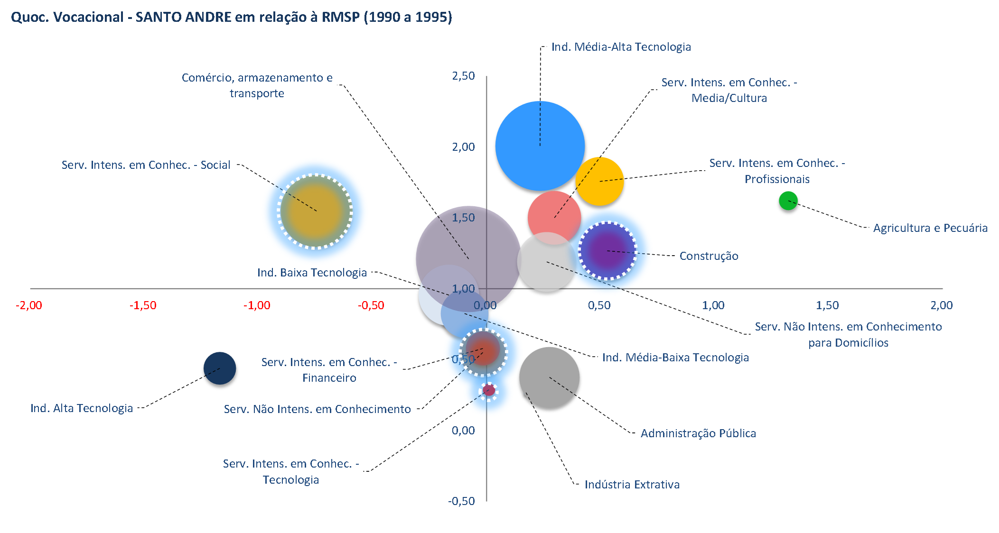 Quoc. Vocacional - SANTO ANDRE em relação à RMSP (1990 a 1995)
Ind. Média-Alta Tecnologia
Comércio, armazenamento e
transporte
2,50
Serv. Intens. em Conhec. -
Media/Cultura
2,00
Serv. Intens. em Conhec. - Social
Serv. Intens. em Conhec. -
Profissionais
1,50
Agricultura e Pecuária
Construção
Ind. Baixa Tecnologia
1,00
-2,00
-1,50
-1,00
-0,50
0,00
0,50
1,00
1,50
2,00
Serv. Não Intens. em Conhecimento
para Domicílios
Ind. Média-Baixa Tecnologia
0,50
Serv. Intens. em Conhec. -
Financeiro
Ind. Alta Tecnologia
Serv. Não Intens. em Conhecimento
0,00
Administração Pública
Serv. Intens. em Conhec. -
Tecnologia
Indústria Extrativa
-0,50